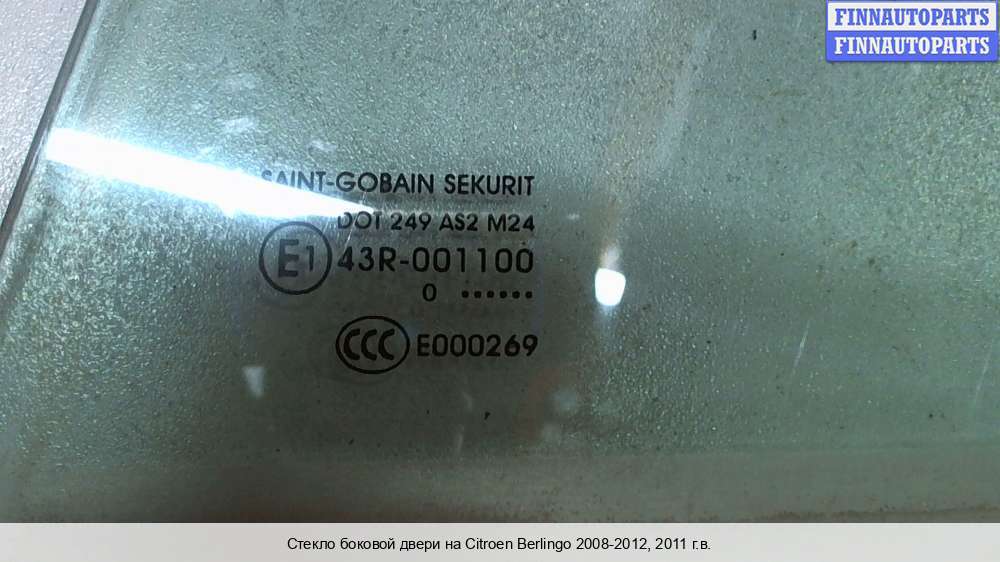 FINNAUTOPARTS
FINNAUTOPARTS
SAINT-GOBAIN SEKURIT
DOT 249 AS2 M24
E1 43R-001100
0 ••••••
CCC E000269
Стекло боковой двери на Citroen Berlingo 2008-2012, 2011 г.в.